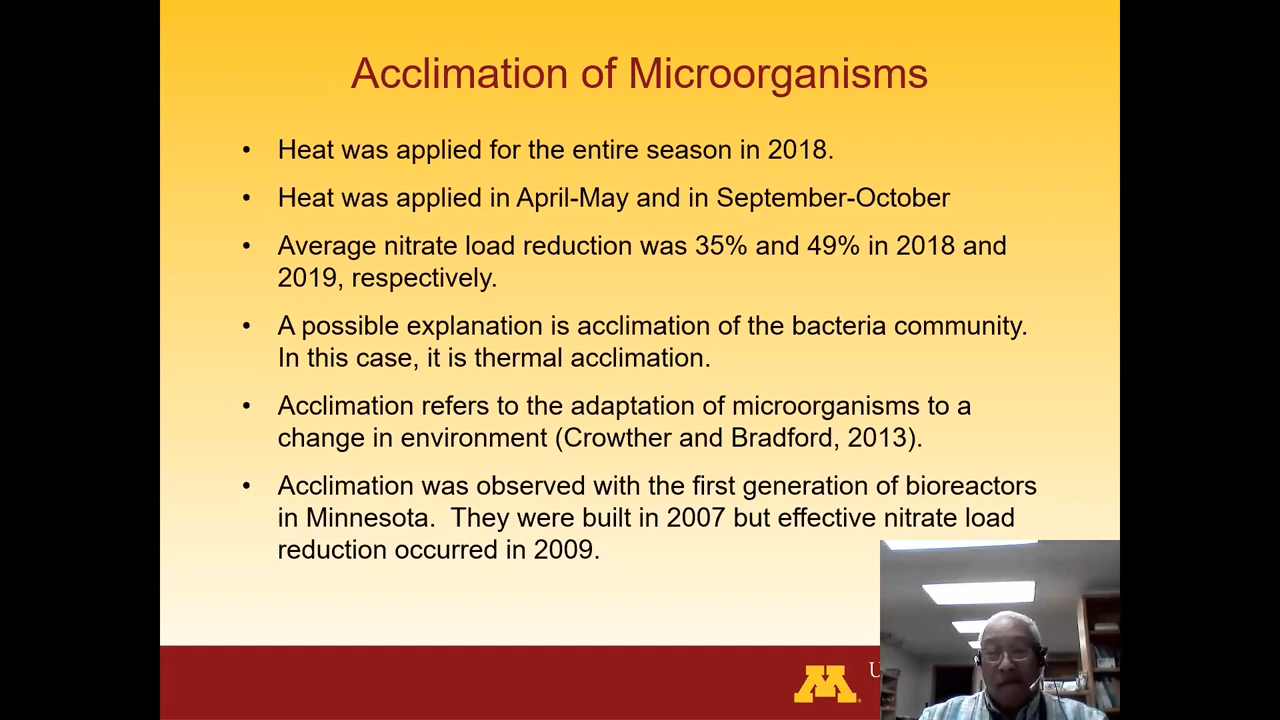 Acclimation of Microorganisms
• Heat was applied for the entire season in 2018.
• Heat was applied in April-May and in September-October
• Average nitrate load reduction was 35% and 49% in 2018 and
2019, respectively.
• A possible explanation is acclimation of the bacteria community.
In this case, it is thermal acclimation.
• Acclimation refers to the adaptation of microorganisms to a
change in environment (Crowther and Bradford, 2013).
• Acclimation was observed with the first generation of bioreactors
in Minnesota.  They were built in 2007 but effective nitrate load
reduction occurred in 2009.
M